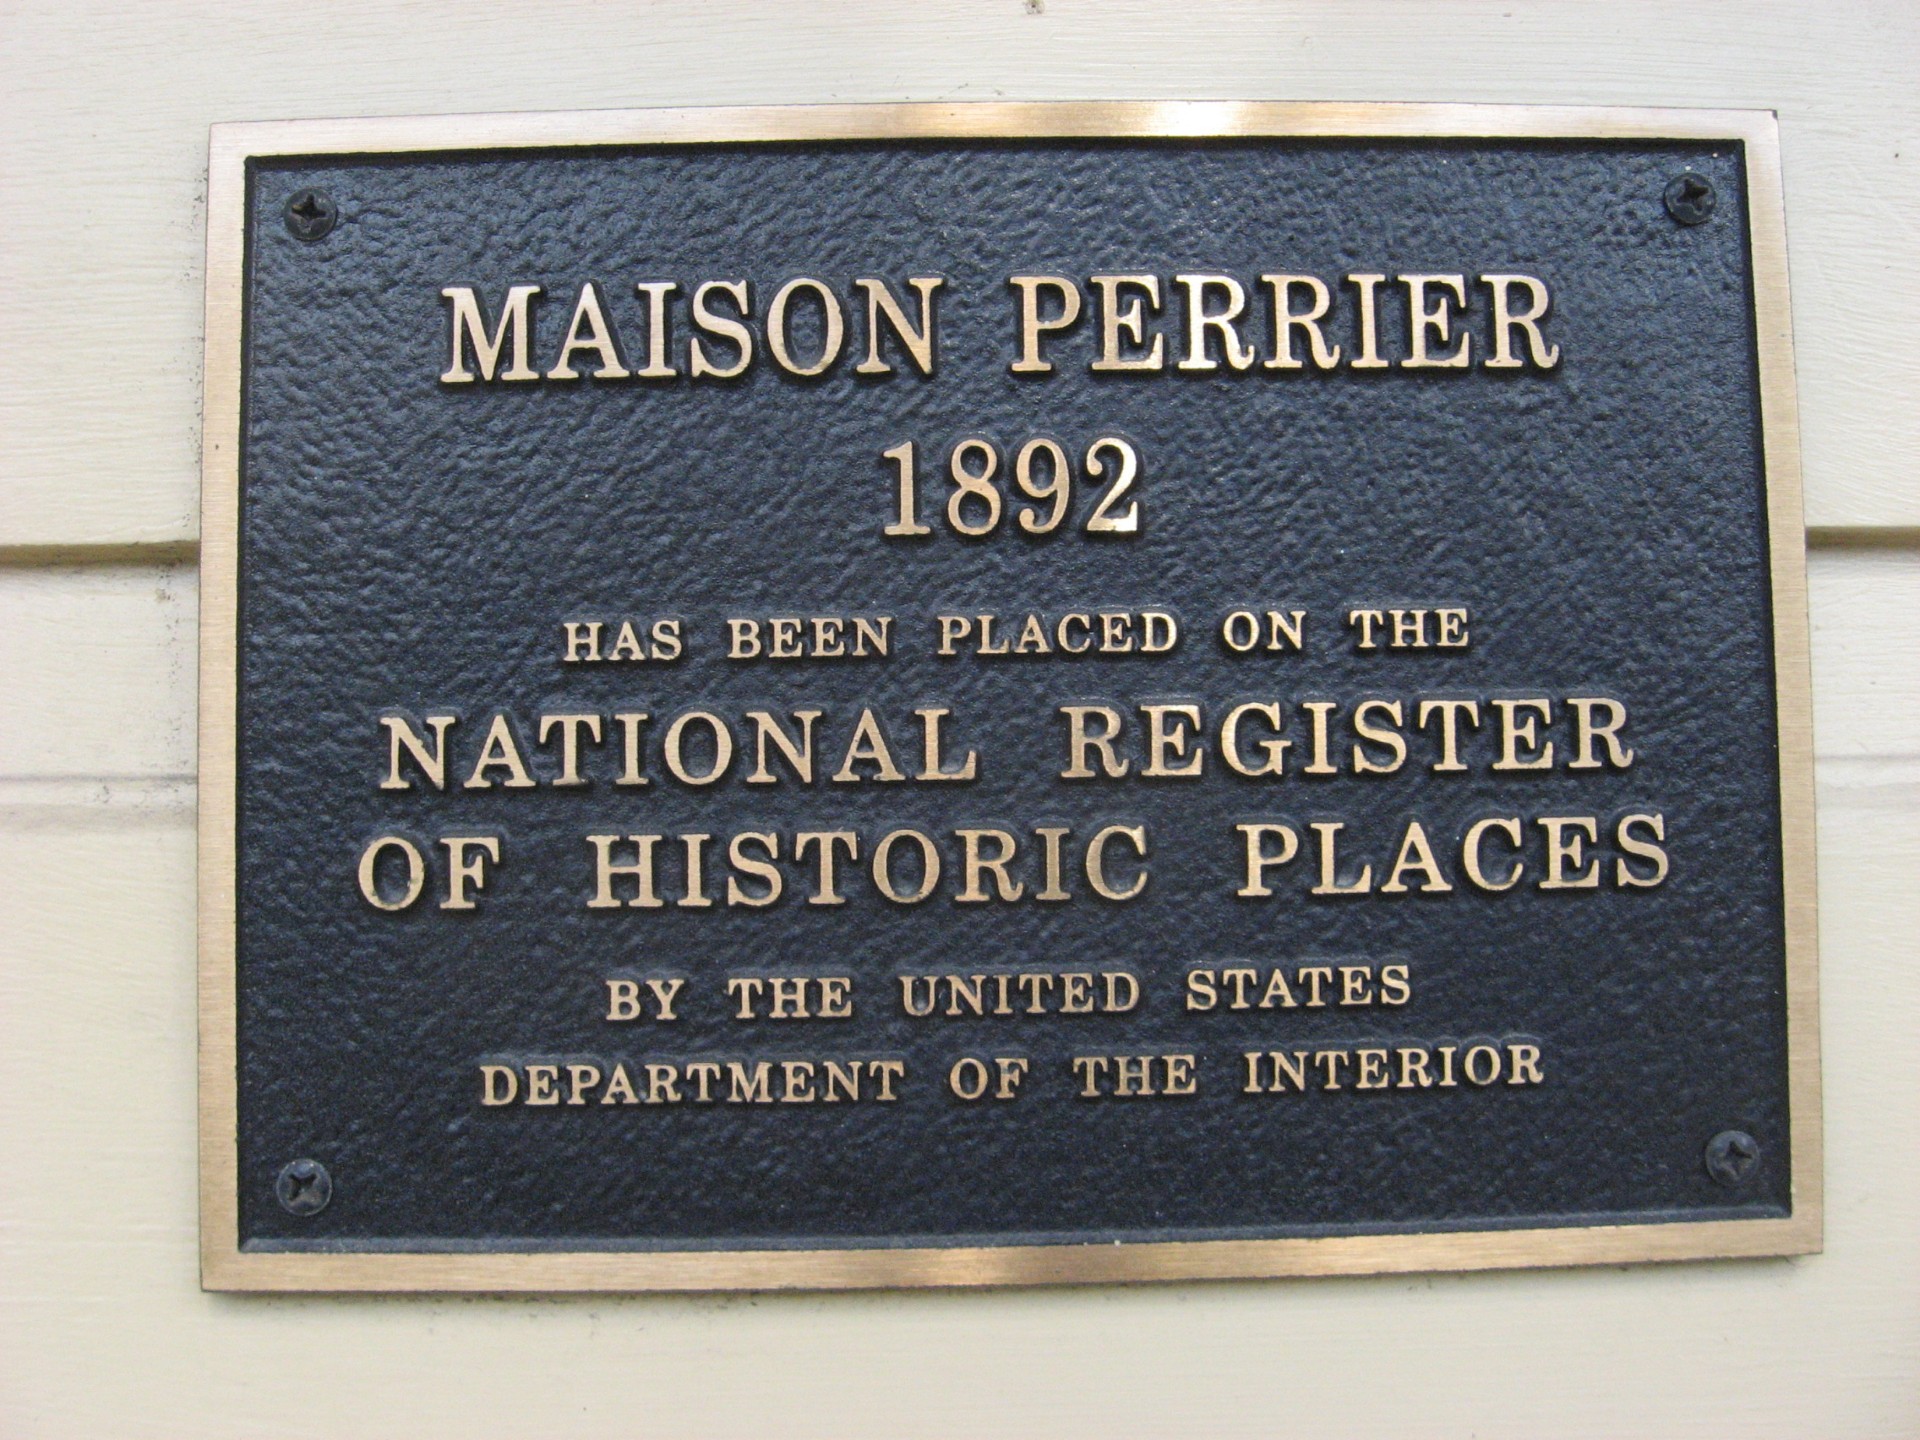 MAISON PERRIER
1892
HAS BEEN PLACED ON THE
NATIONAL REGISTER
OF HISTORIC PLACES
BY THE UNITED STATES
DEPARTMENT OF THE INTERIOR